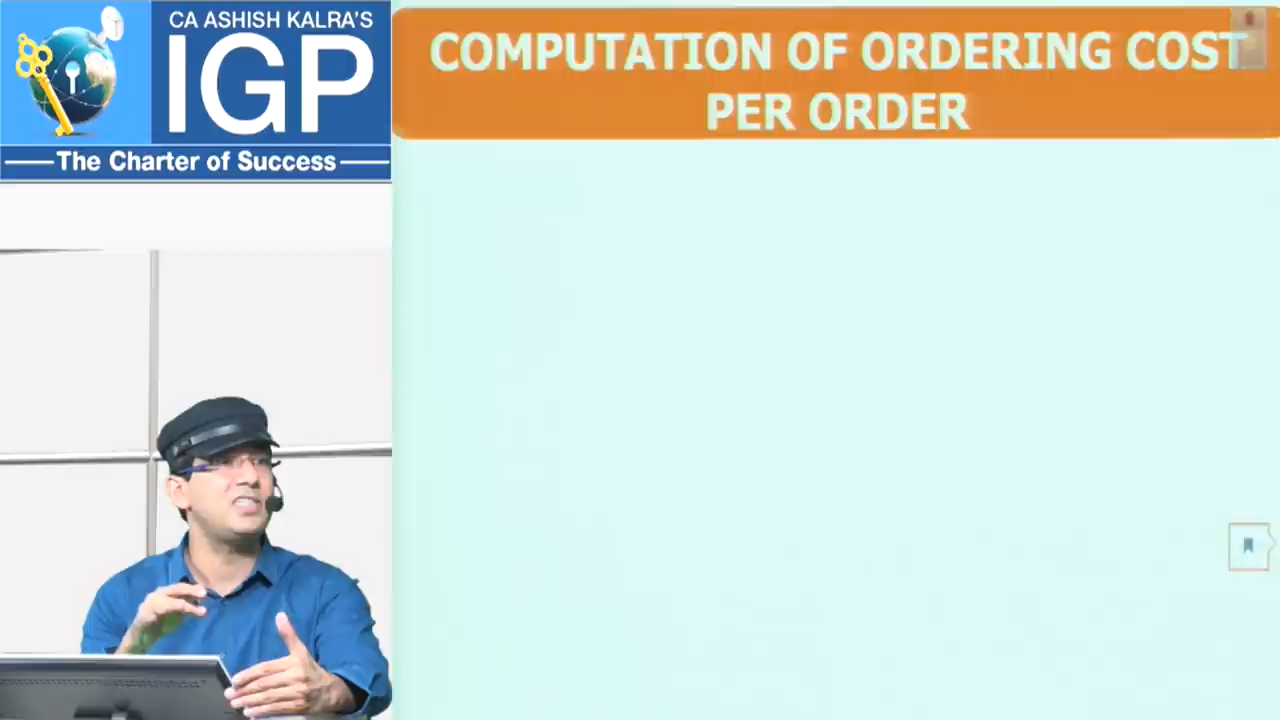 CA ASHISH KALRA'S
IGP
The Charter of Success
COMPUTATION OF ORDERING COST
PER ORDER